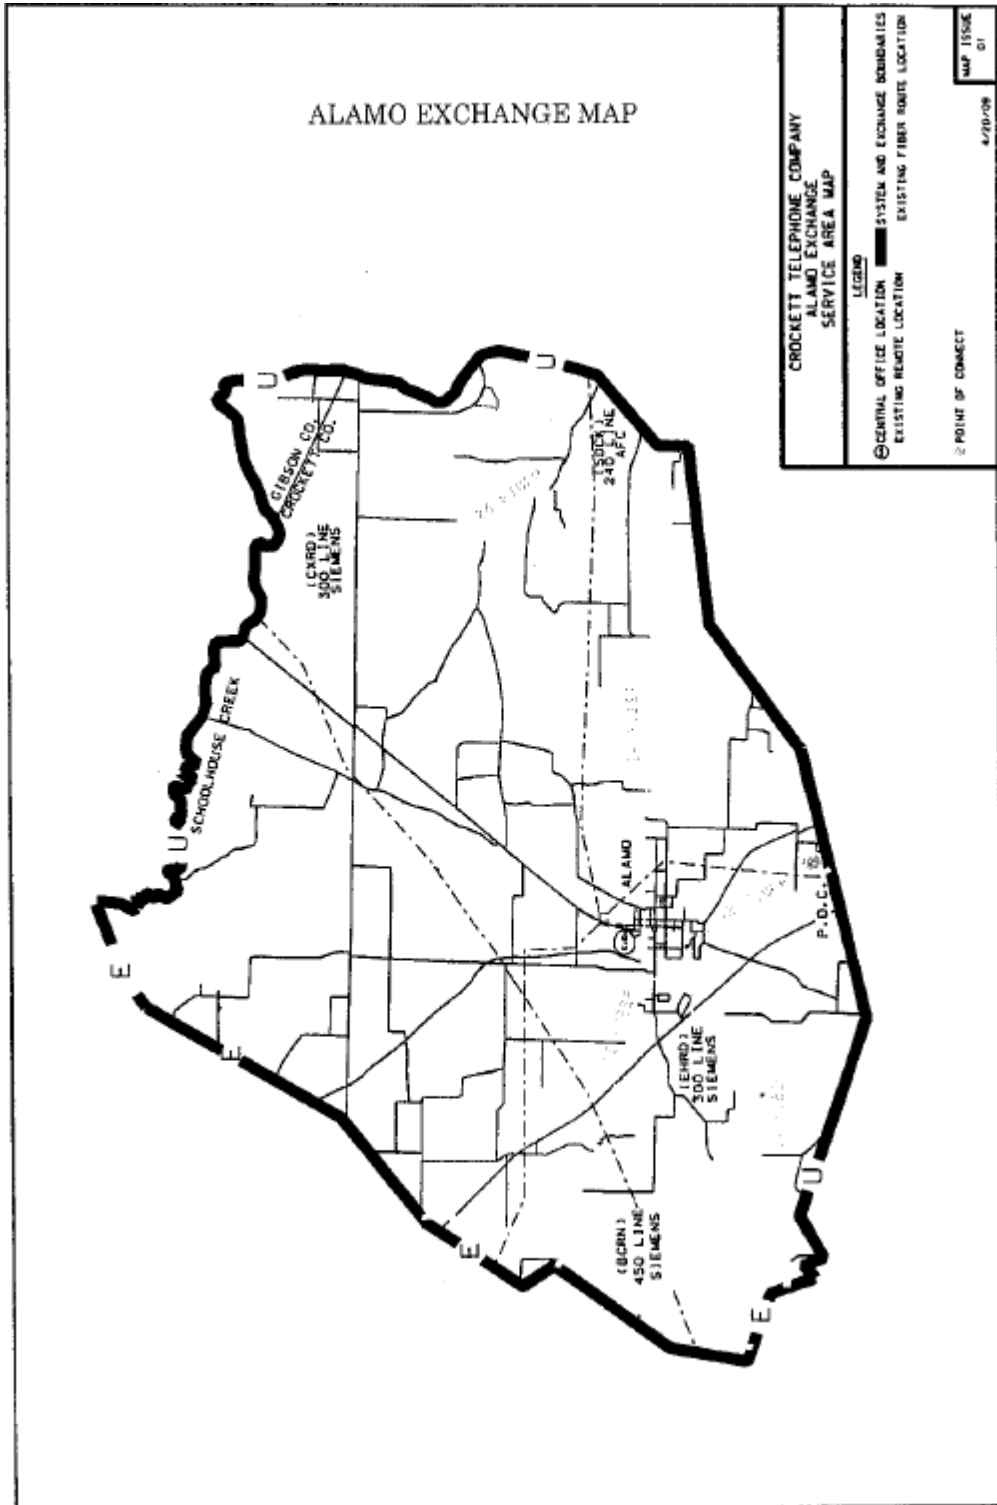 ALAMO EXCHANGE MAP
CROCKETT TELEPHONE COMPANY
ALAMO EXCHANGE
SERVICE AREA MAP
LEGEND
CENTRAL OFFICE LOCATION
SYSTEM AND EXCHANGE BOUNDARIES
EXISTING REMOTE LOCATION
EXISTING FIBER ROUTE LOCATION
POINT OF CONNECT
4/20/09
MAP ISSUE
01
U
U
GIBSON CO.
CROCKETT CO.
(CXRD)
300 LINE
SIEMENS
240 LINE
AFC
SCHOOLHOUSE CREEK
U
E
E
E
ALAMO
P.O.C.
(EHRD)
300 LINE
SIEMENS
(BCRN)
450 LINE
SIEMENS
U
E